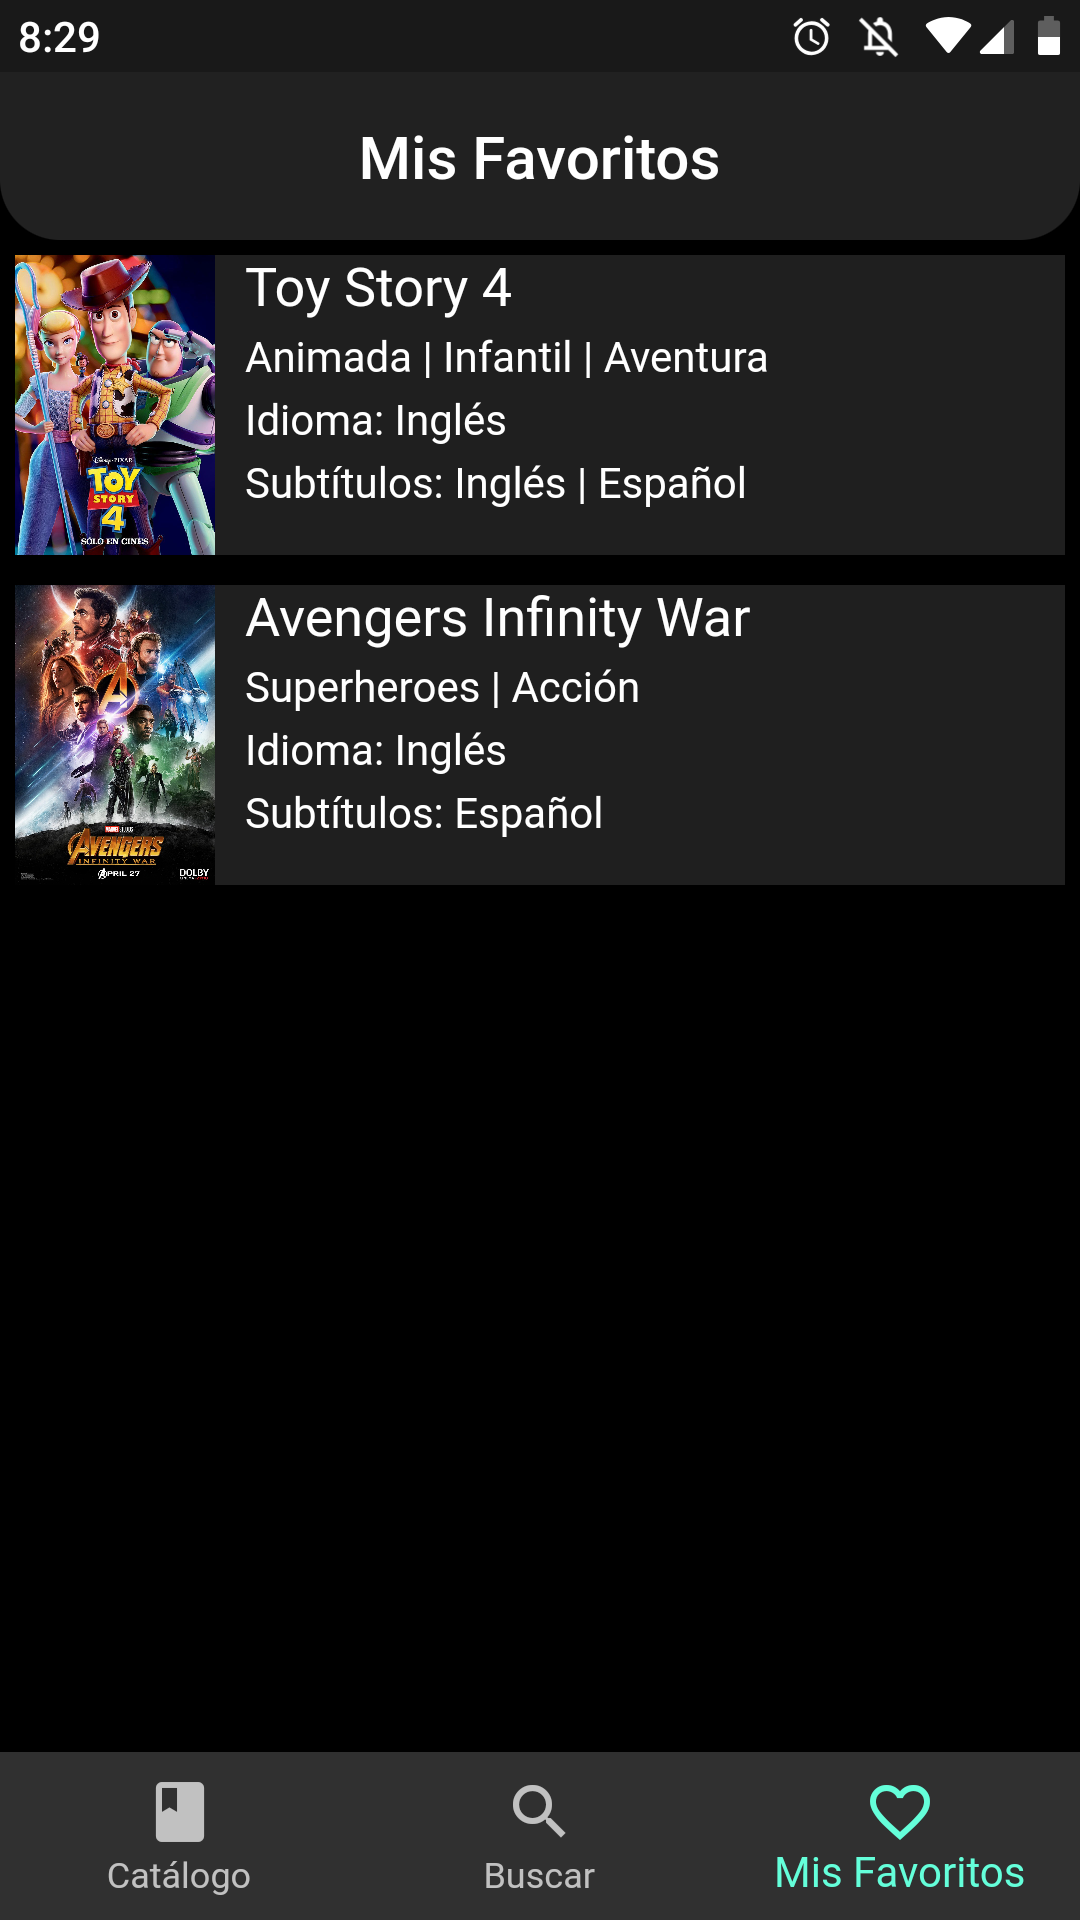 8:29
Mis Favoritos
Toy Story 4
Animada | Infantil | Aventura
Idioma: Inglés
Subtítulos: Inglés | Español
Disney·PIXAR
TOY
STORY
4
SÓLO EN CINES
Avengers Infinity War
Superheroes | Acción
Idioma: Inglés
Subtítulos: Español
MARVEL STUDIOS
AVENGERS
INFINITY WAR
APRIL 27
DOLBY
Catálogo
Buscar
Mis Favoritos